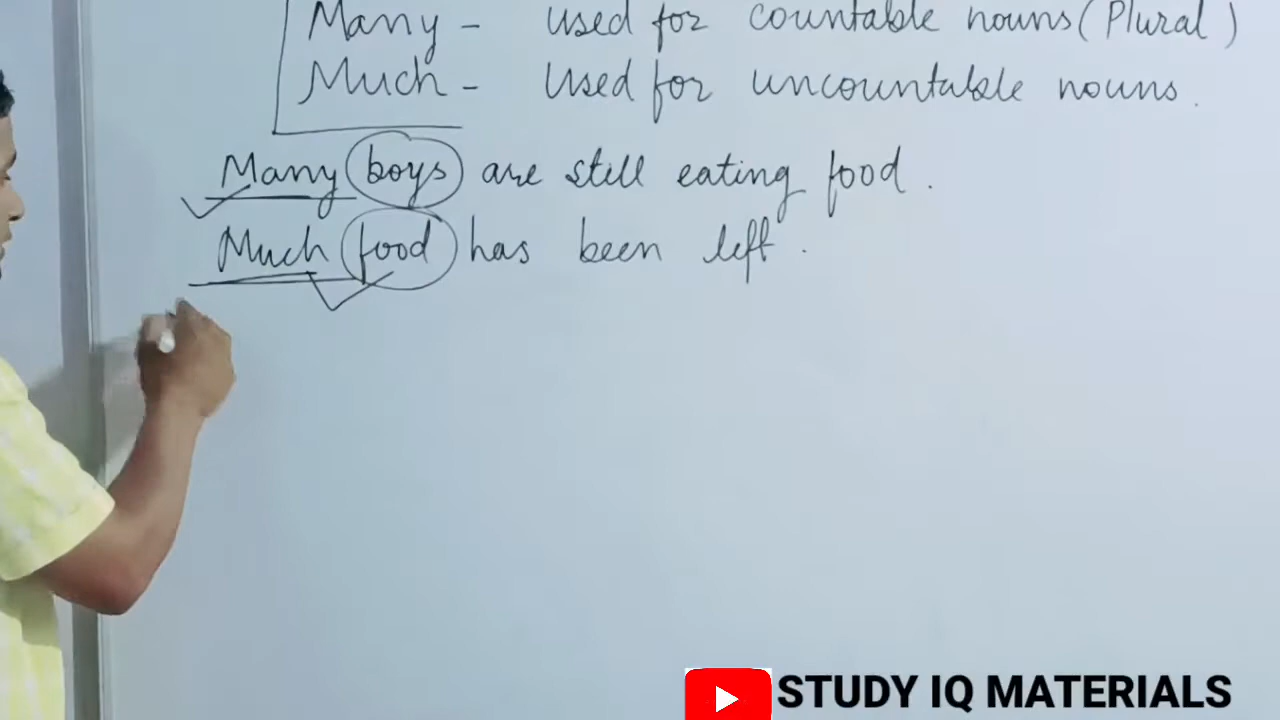 Many - used for countable nouns (Plural)
Much - Used for uncountable nouns.
Many boys are still eating food.
Much food has been left.
STUDY IQ MATERIALS